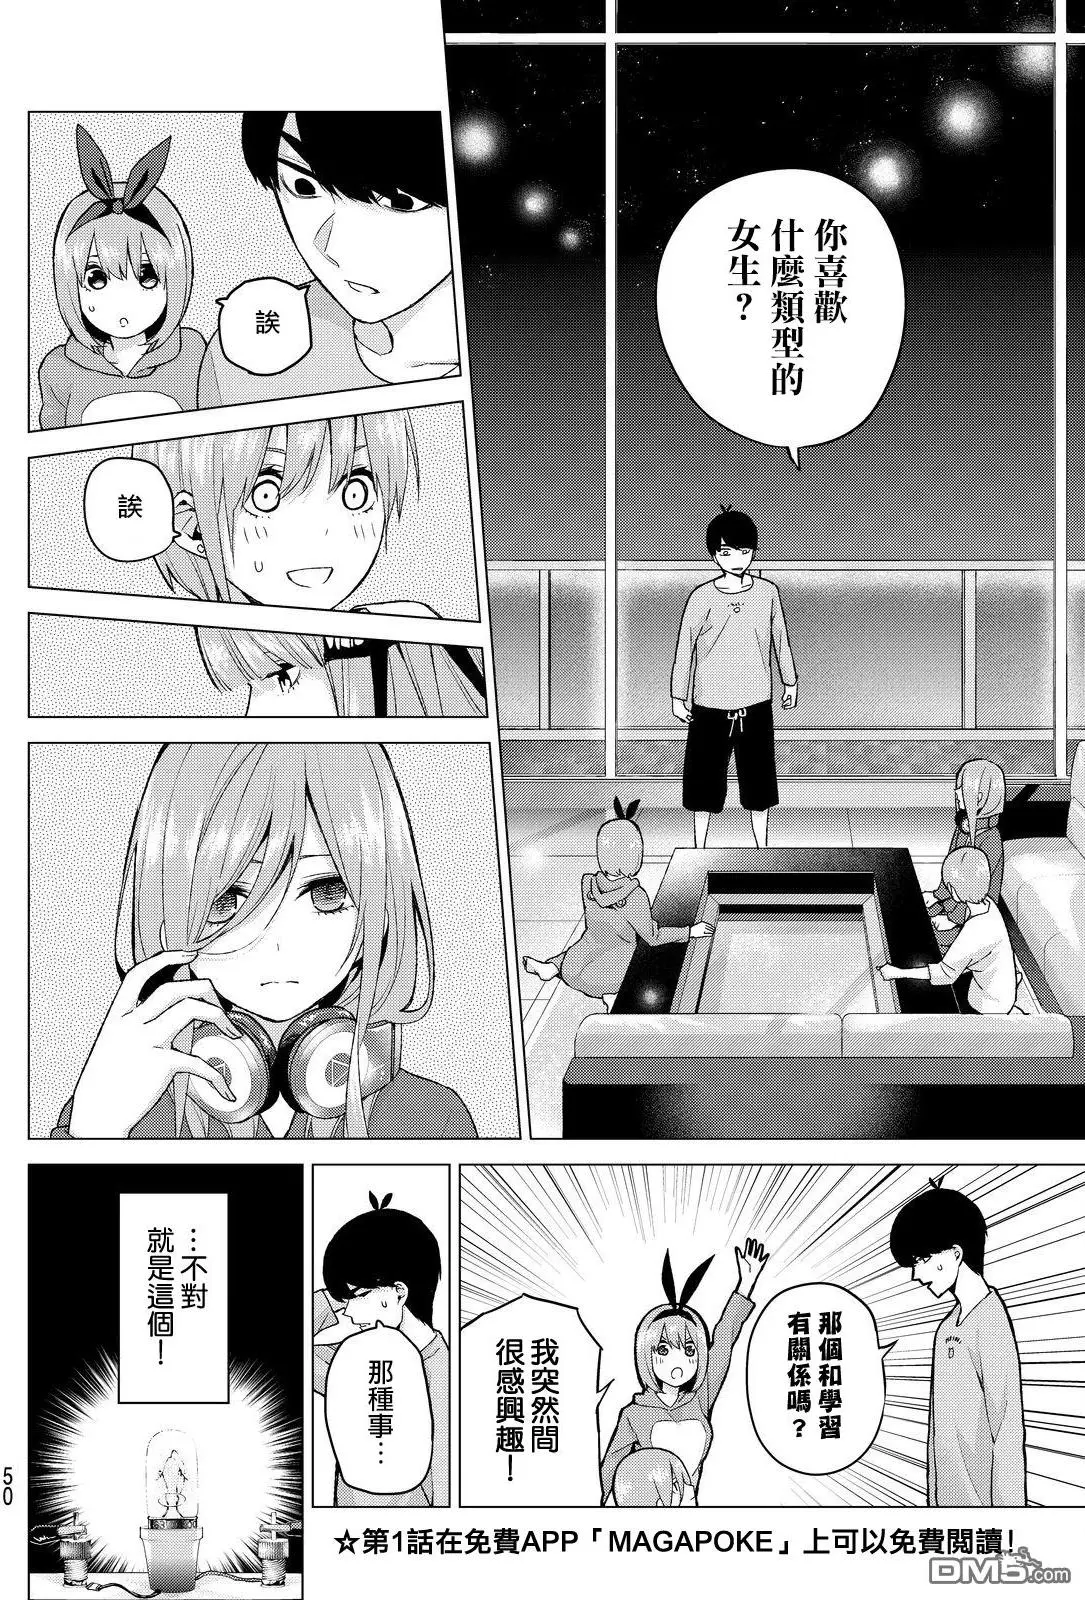 你喜歡
什麼類型的
女生？
誒
誒
那個和學習
有關係嗎？
我突然間
很感興趣！
那種事…
…不對
就是這個！
50
☆第1話在免費APP「MAGAPOKE」上可以免費閱讀！
DM5.com